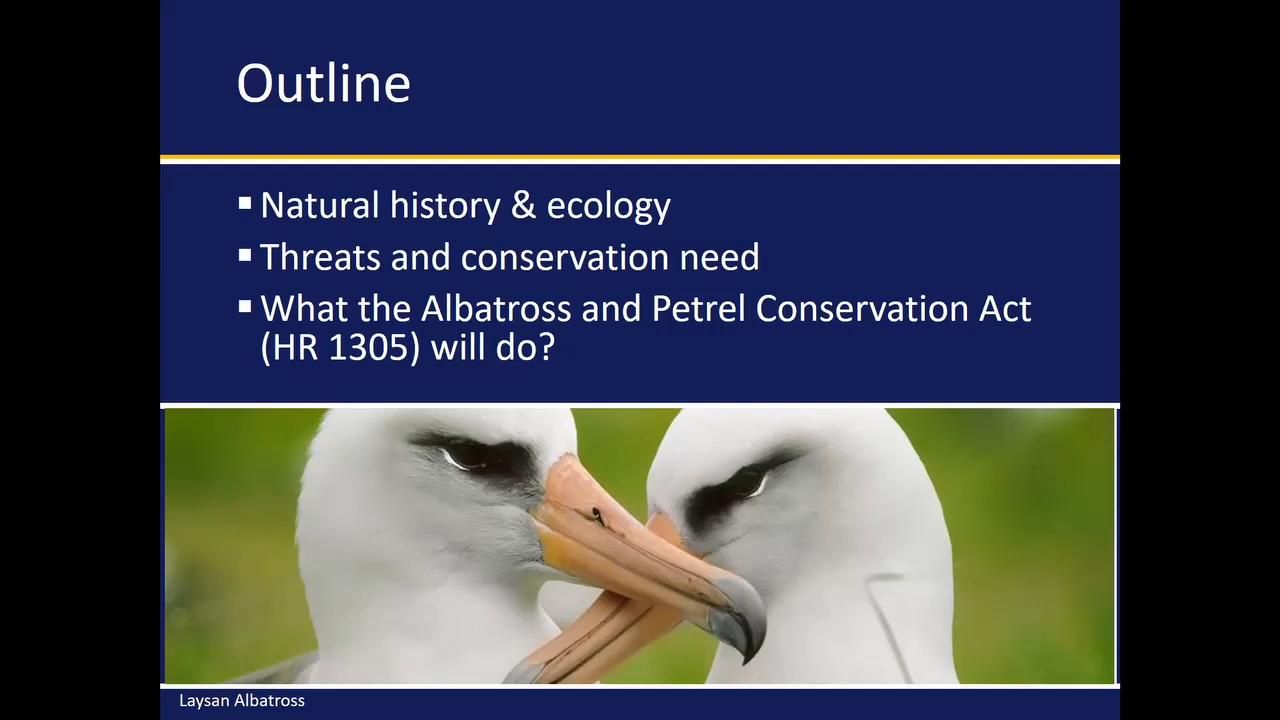 Outline
▪ Natural history & ecology
▪ Threats and conservation need
▪ What the Albatross and Petrel Conservation Act
(HR 1305) will do?
Laysan Albatross